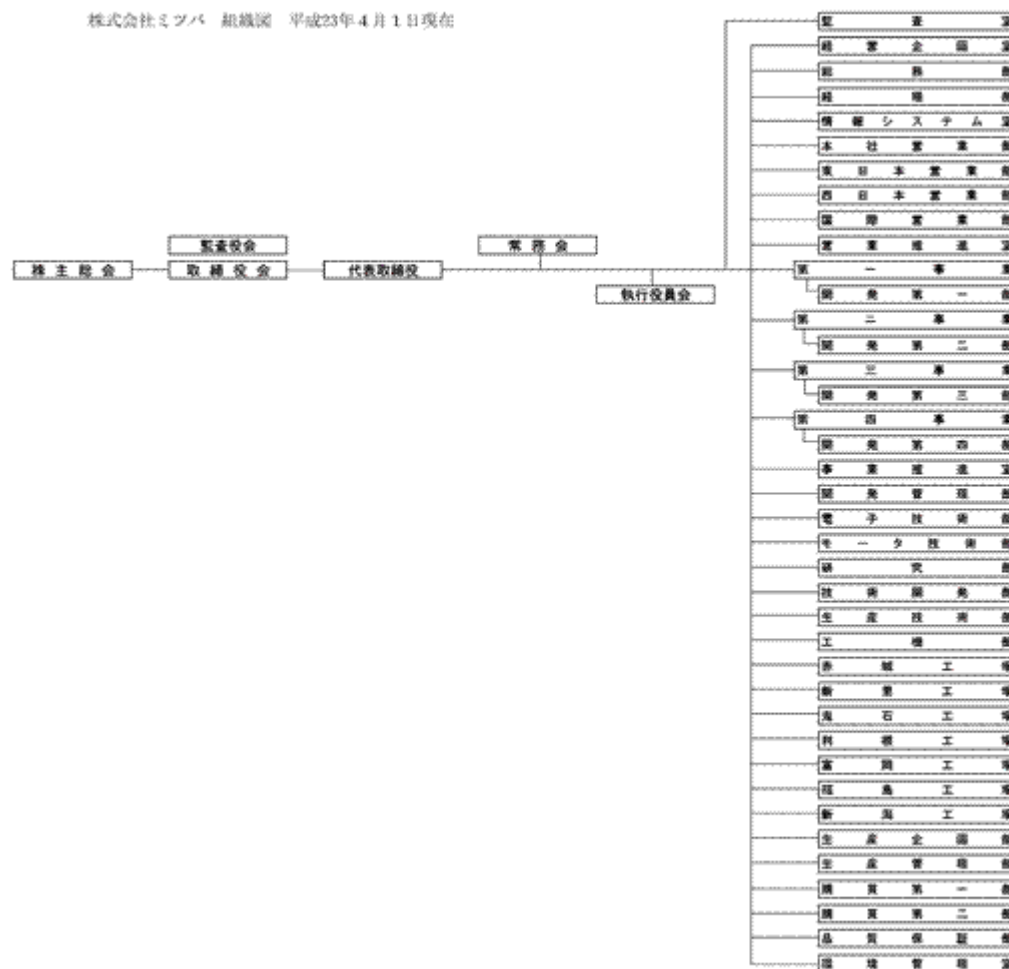 株式会社ミツバ 組織図 平成23年4月1日現在
監査室
経営企画室
総務部
経理部
情報システム室
本社営業部
東日本営業部
西日本営業部
国際営業部
営業推進室
監査役会
常務会
株主総会
取締役会
代表取締役
執行役員会
第一事業
開発第一部
第二事業
開発第二部
第三事業
開発第三部
第四事業
開発第四部
事業推進室
開発管理部
電子技術部
モータ技術部
研究部
技術開発部
生産技術部
工機部
赤城工場
新里工場
鬼石工場
利根工場
富岡工場
福島工場
新潟工場
生産企画部
生産管理部
購買第一部
購買第二部
品質保証部
環境管理室